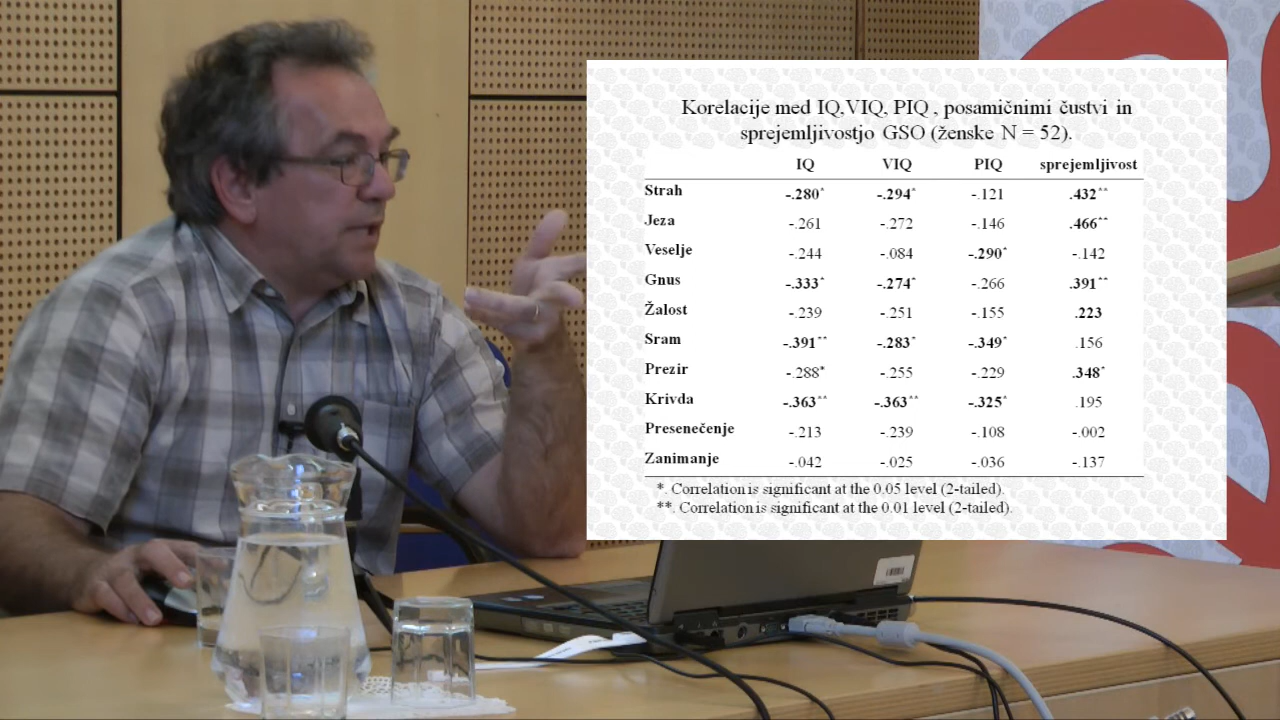 Korelacije med IQ,VIQ, PIQ , posamičnimi čustvi in
sprejemljivostjo GSO (ženske N = 52).
IQ VIQ PIQ sprejemljivost
Strah -.280* -.294* -.121 .432**
Jeza -.261 -.272 -.146 .466**
Veselje -.244 -.084 -.290* -.142
Gnus -.333* -.274* -.266 .391**
Žalost -.239 -.251 -.155 .223
Sram -.391** -.283* -.349* .156
Prezir -.288* -.255 -.229 .348*
Krivda -.363** -.363** -.325* .195
Presenečenje -.213 -.239 -.108 -.002
Zanimanje -.042 -.025 -.036 -.137
*. Correlation is significant at the 0.05 level (2-tailed).
**. Correlation is significant at the 0.01 level (2-tailed).